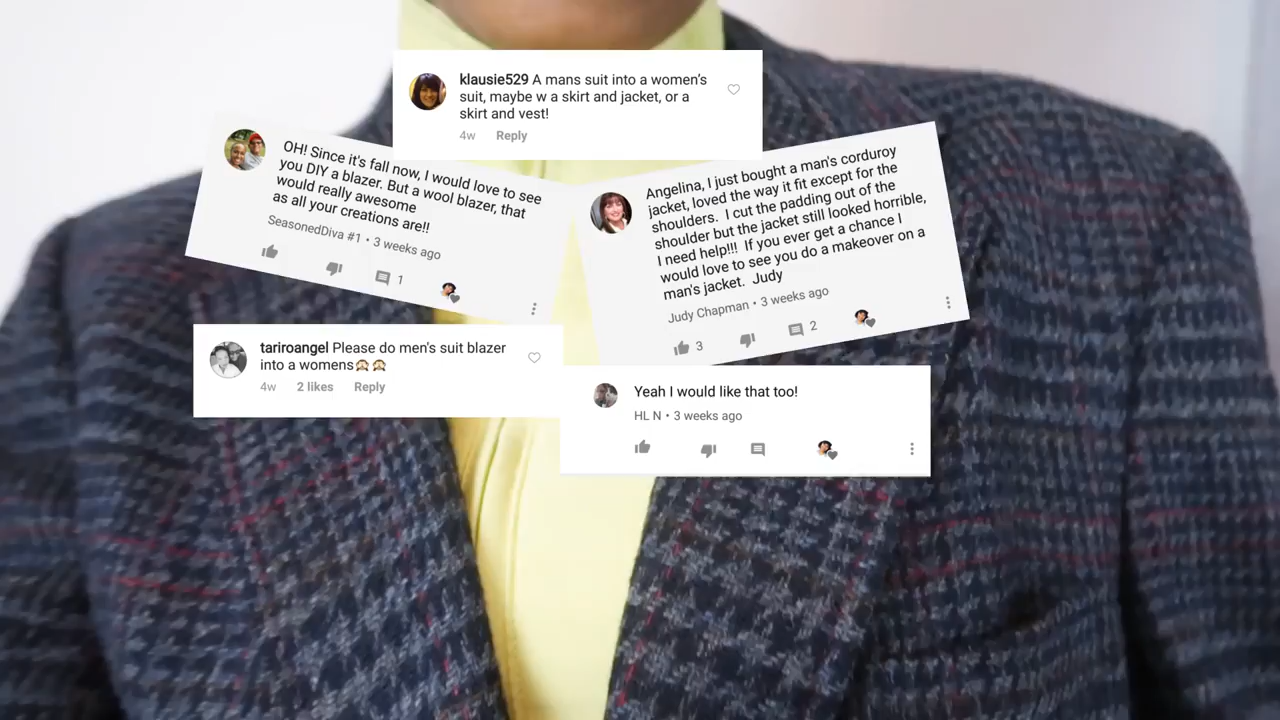 klausie529 A mans suit into a women's
suit, maybe w a skirt and jacket, or a
skirt and vest!
4w Reply
OH! Since it's fall now, I would love to see
you DIY a blazer. But a wool blazer, that
would really awesome
as all your creations are!!
SeasonedDiva #1 • 3 weeks ago
1
Angelina, I just bought a man's corduroy
jacket, loved the way it fit except for the
shoulders. I cut the padding out of the
shoulder but the jacket still looked horrible,
I need help!!! If you ever get a chance I
would love to see you do a makeover on a
man's jacket. Judy
Judy Chapman • 3 weeks ago
3 2
tariroangel Please do men's suit blazer
into a womens🙈🙈
4w 2 likes Reply
Yeah I would like that too!
HL N • 3 weeks ago